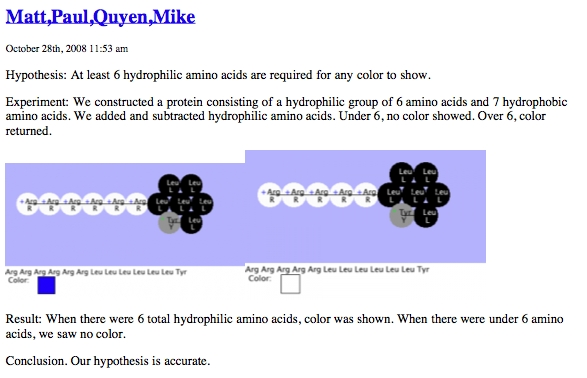 Matt,Paul,Quyen,Mike
October 28th, 2008 11:53 am
Hypothesis: At least 6 hydrophilic amino acids are required for any color to show.
Experiment: We constructed a protein consisting of a hydrophilic group of 6 amino acids and 7 hydrophobic
amino acids. We added and subtracted hydrophilic amino acids. Under 6, no color showed. Over 6, color
returned.
Leu Leu
L L
+Arg +Arg +Arg +Arg +Arg +Arg Leu Leu Leu
R R R R R R L L L
Tyr Leu
Y L
Arg Arg Arg Arg Arg Arg Leu Leu Leu Leu Leu Leu Tyr
Color:
Leu Leu
L L
+Arg +Arg +Arg +Arg +Arg Leu Leu Leu
R R R R R L L L
Tyr Leu
Y L
Arg Arg Arg Arg Arg Leu Leu Leu Leu Leu Leu Tyr
Color:
Result: When there were 6 total hydrophilic amino acids, color was shown. When there were under 6 amino
acids, we saw no color.
Conclusion. Our hypothesis is accurate.